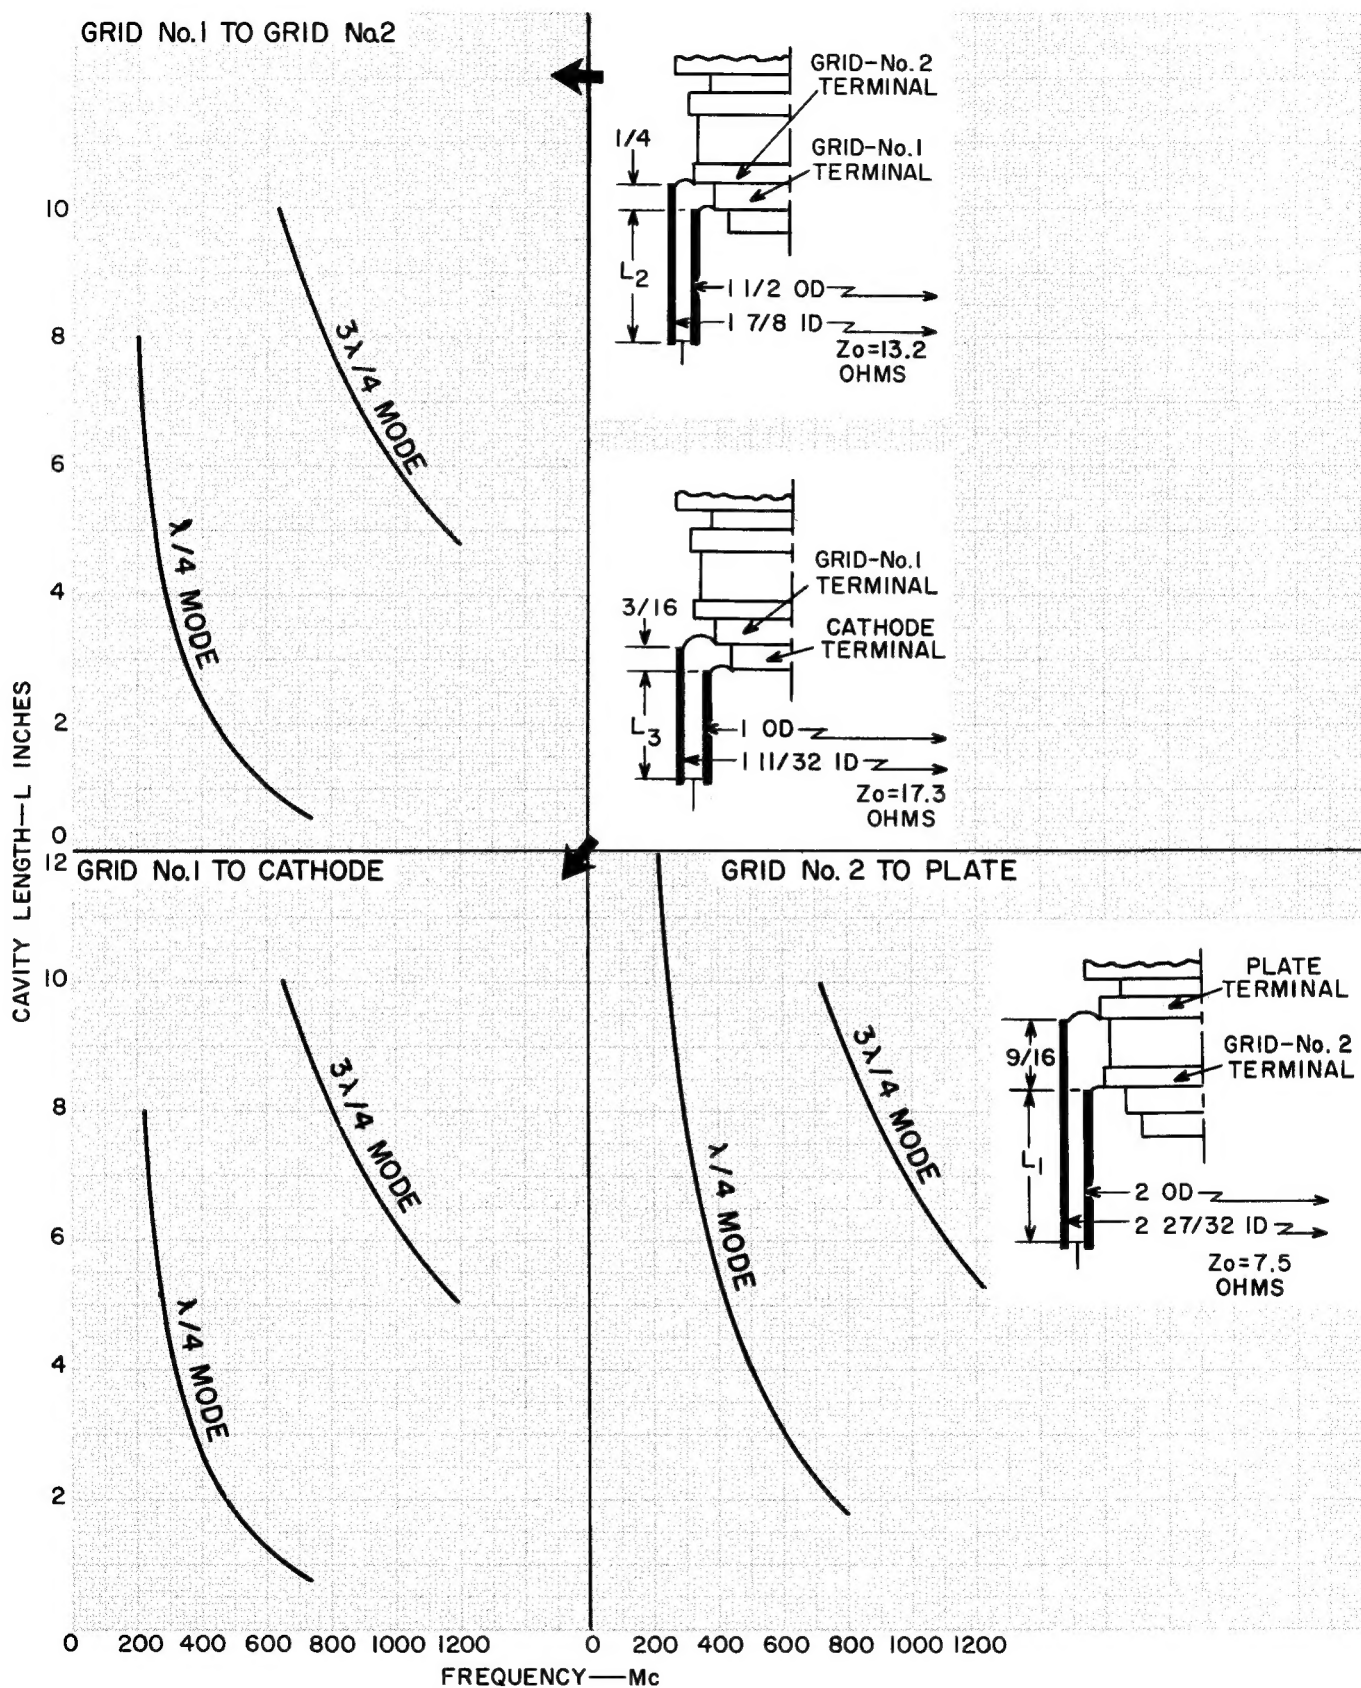 GRID No.1 TO GRID No.2
GRID-No.2
TERMINAL
GRID-No.1
TERMINAL
1/4
L2
1 1/2 OD
1 7/8 ID
Zo=13.2
OHMS
10
8
6
4
2
0
3λ/4 MODE
λ/4 MODE
GRID-No.1
TERMINAL
CATHODE
TERMINAL
3/16
L3
1 OD
1 11/32 ID
Zo=17.3
OHMS
CAVITY LENGTH—L INCHES
GRID No.1 TO CATHODE
12
10
8
6
4
2
3λ/4 MODE
λ/4 MODE
GRID No.2 TO PLATE
3λ/4 MODE
λ/4 MODE
PLATE
TERMINAL
GRID-No.2
TERMINAL
9/16
L1
2 OD
2 27/32 ID
Zo=7.5
OHMS
0 200 400 600 800 1000 1200
0 200 400 600 800 1000 1200
FREQUENCY—Mc